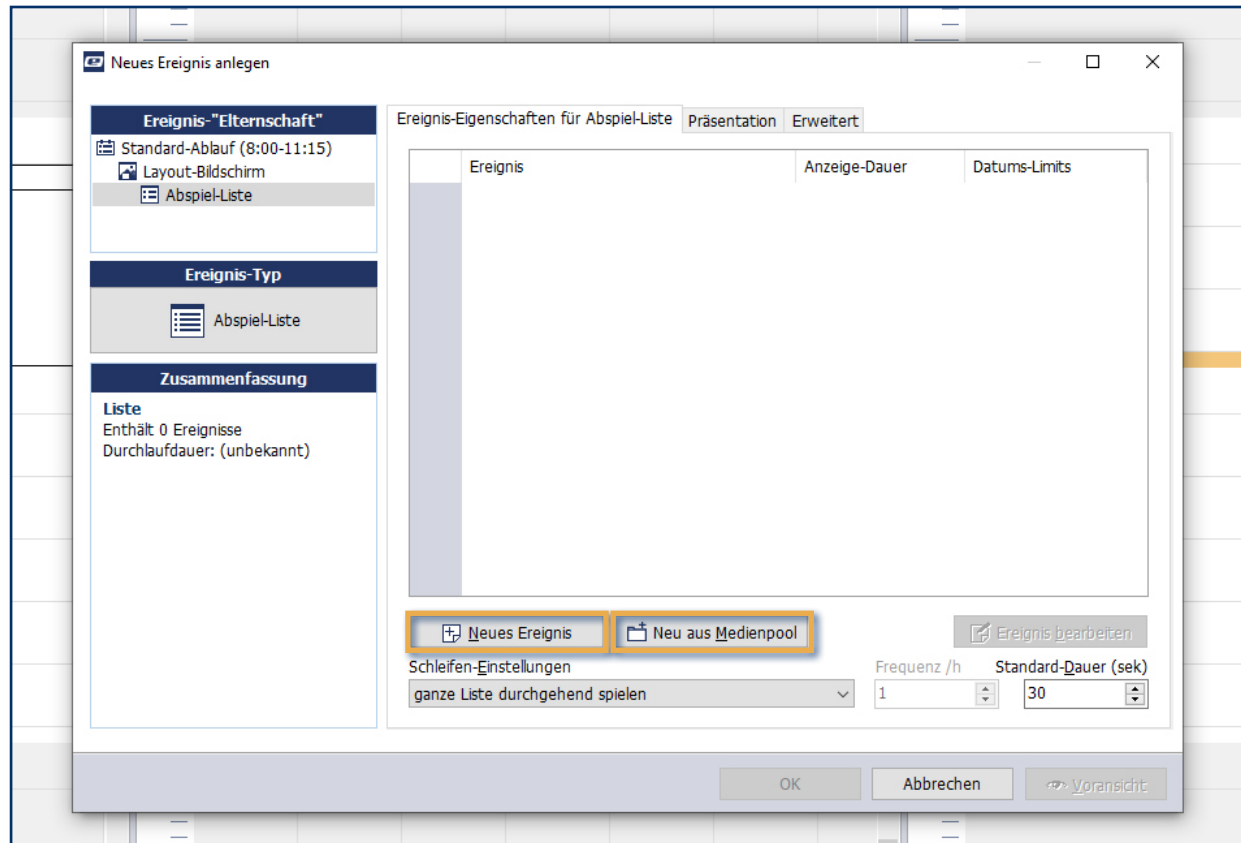 Neues Ereignis anlegen
Ereignis-"Elternschaft"
Standard-Ablauf (8:00-11:15)
Layout-Bildschirm
Abspiel-Liste
Ereignis-Typ
Abspiel-Liste
Zusammenfassung
Liste
Enthält 0 Ereignisse
Durchlaufdauer: (unbekannt)
Ereignis-Eigenschaften für Abspiel-Liste Präsentation Erweitert
Ereignis Anzeige-Dauer Datums-Limits
Neues Ereignis Neu aus Medienpool Ereignis bearbeiten
Schleifen-Einstellungen Frequenz /h Standard-Dauer (sek)
ganze Liste durchgehend spielen 1 30
OK Abbrechen Voransicht